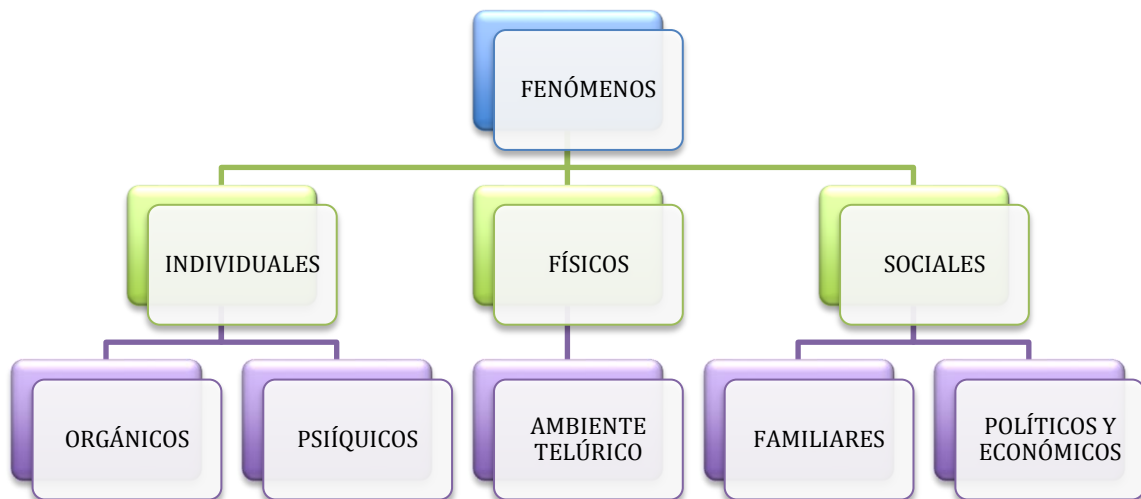 FENÓMENOS
INDIVIDUALES
FÍSICOS
SOCIALES
ORGÁNICOS
PSIÍQUICOS
AMBIENTE
TELÚRICO
FAMILIARES
POLÍTICOS Y
ECONÓMICOS